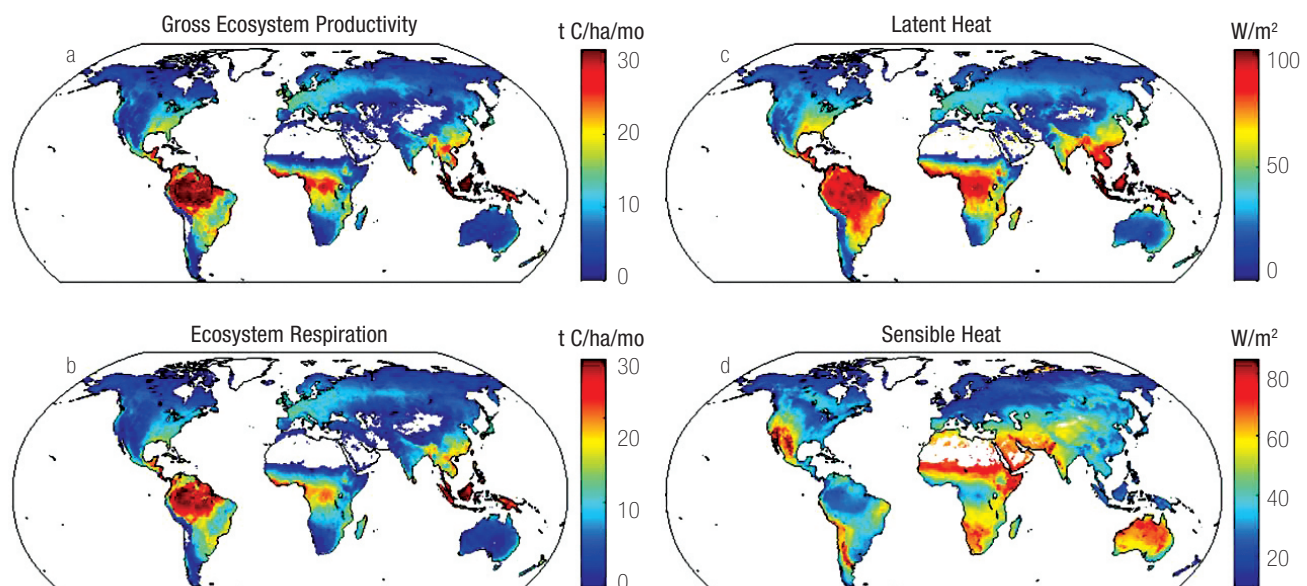 Gross Ecosystem Productivity
t C/ha/mo
a
30
20
10
0
Latent Heat
W/m²
c
100
50
0
Ecosystem Respiration
t C/ha/mo
b
30
20
10
0
Sensible Heat
W/m²
d
80
60
40
20